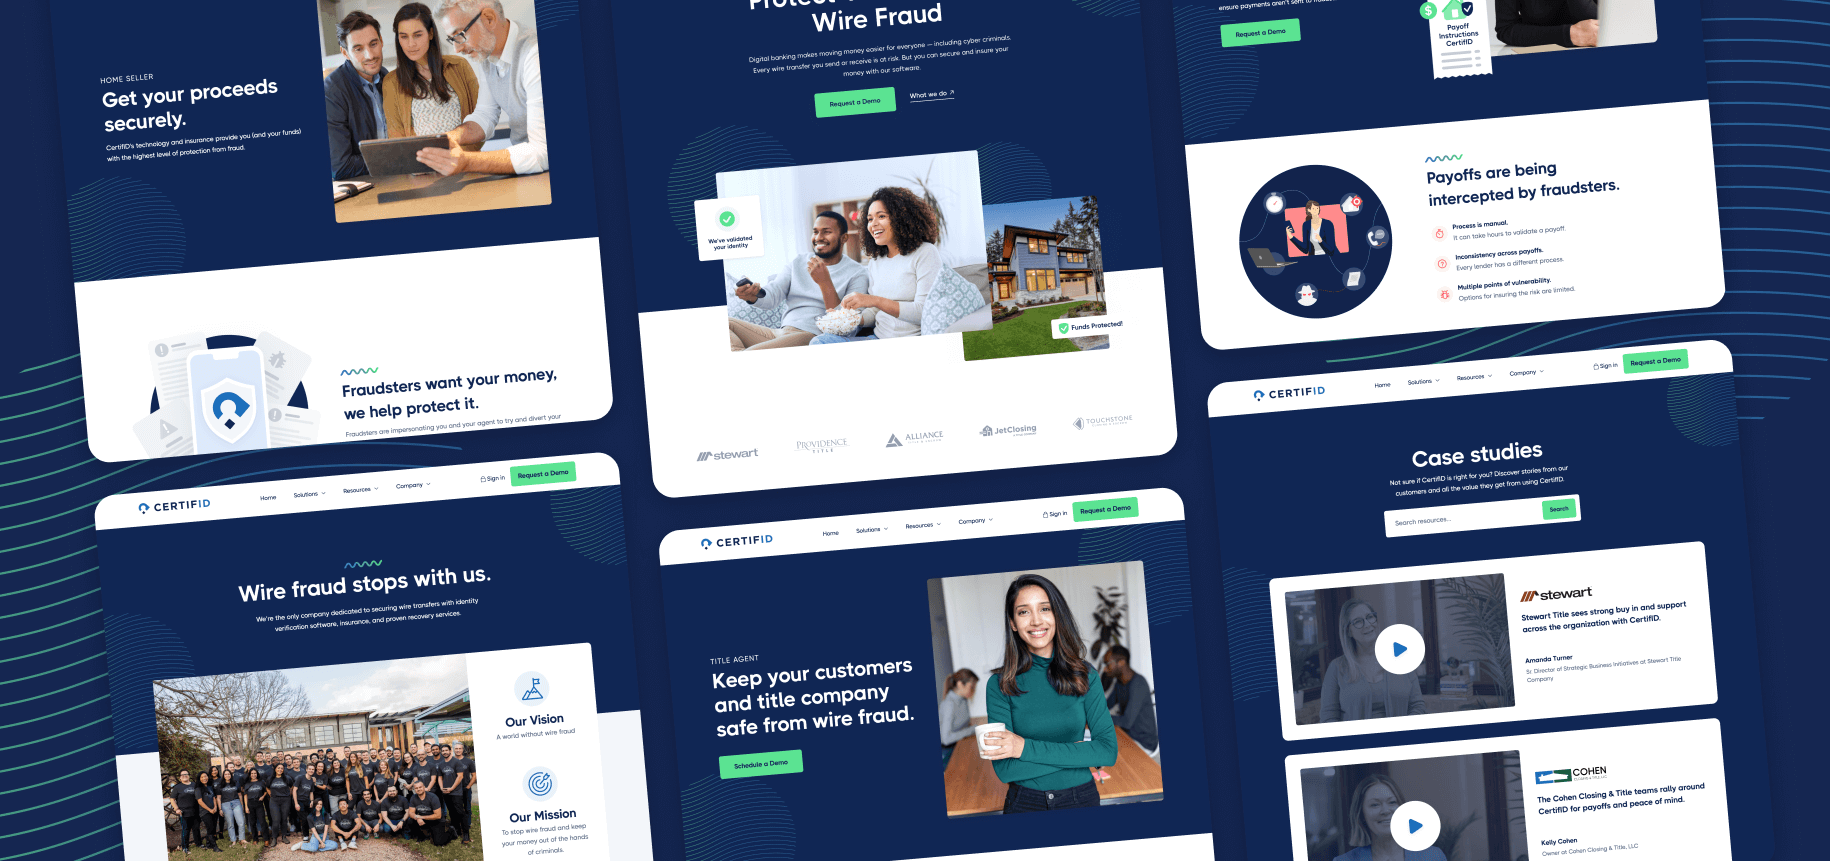 HOME SELLER
Get your proceeds
securely.
CertifID's technology and insurance provide you (and your funds)
with the highest level of protection from fraud.
Fraudsters want your money,
we help protect it.
Fraudsters are impersonating you and your agent to try and divert your
Wire Fraud
Digital banking makes moving money easier for everyone — including cyber criminals.
Every wire transfer you send or receive is at risk. But you can secure and insure your
money with our software.
Request a Demo
What we do ↗
We've validated
your identity
Funds Protected!
stewart
PROVIDENCE
TITLE
ALLIANCE
JetClosing
TOUCHSTONE
Request a Demo
$
Payoff
Instructions
CertifID
Payoffs are being
intercepted by fraudsters.
Process is manual.
It can take hours to validate a payoff.
Inconsistency across payoffs.
Every lender has a different process.
Multiple points of vulnerability.
Options for insuring the risk are limited.
CERTIFID
Home
Solutions
Resources
Company
Sign in
Request a Demo
Wire fraud stops with us.
We're the only company dedicated to securing wire transfers with identity
verification software, insurance, and proven recovery services.
Our Vision
A world without wire fraud
Our Mission
To stop wire fraud and keep
your money out of the hands
of criminals.
CERTIFID
Home
Solutions
Resources
Company
Sign in
Request a Demo
TITLE AGENT
Keep your customers
and title company
safe from wire fraud.
Schedule a Demo
CERTIFID
Home
Solutions
Resources
Company
Sign in
Request a Demo
Case studies
Not sure if CertifID is right for you? Discover stories from our
customers and all the value they get from using CertifID.
Search resources...
Search
stewart
Stewart Title sees strong buy in and support
across the organization with CertifID.
Amanda Turner
Sr. Director of Strategic Business Initiatives at Stewart Title
Company
COHEN
The Cohen Closing & Title teams rally around
CertifID for payoffs and peace of mind.
Kelly Cohen
Owner at Cohen Closing & Title, LLC